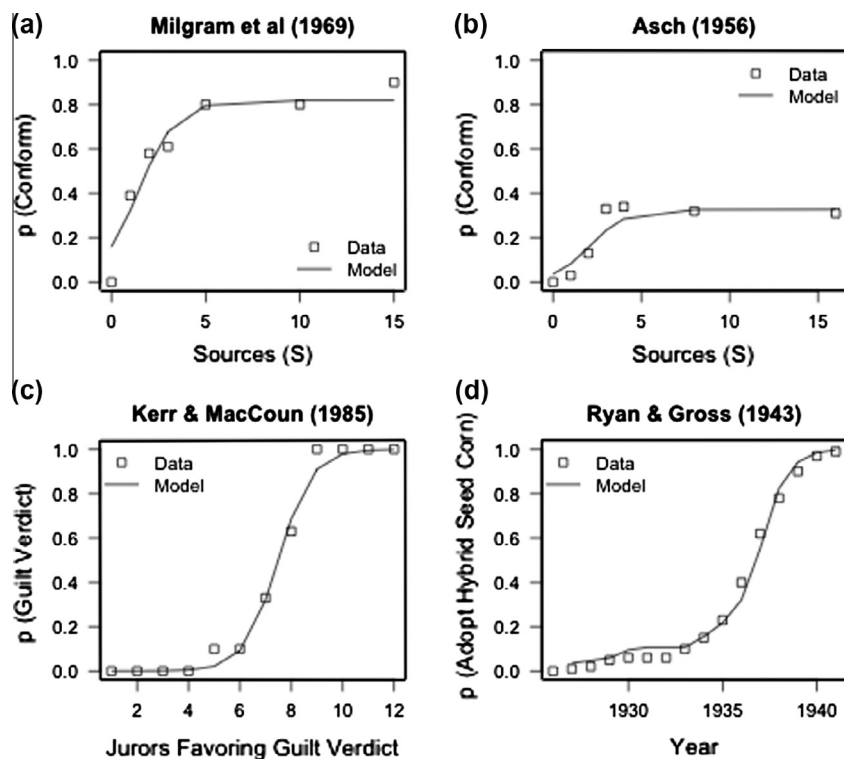 (a)
Milgram et al (1969)
p (Conform)
1.0
0.8
0.6
0.4
0.2
0.0
Data
Model
0 5 10 15
Sources (S)
(b)
Asch (1956)
p (Conform)
1.0
0.8
0.6
0.4
0.2
0.0
Data
Model
0 5 10 15
Sources (S)
(c)
Kerr & MacCoun (1985)
p (Guilt Verdict)
1.0
0.8
0.6
0.4
0.2
0.0
Data
Model
2 4 6 8 10 12
Jurors Favoring Guilt Verdict
(d)
Ryan & Gross (1943)
p (Adopt Hybrid Seed Corn)
1.0
0.8
0.6
0.4
0.2
0.0
Data
Model
1930 1935 1940
Year